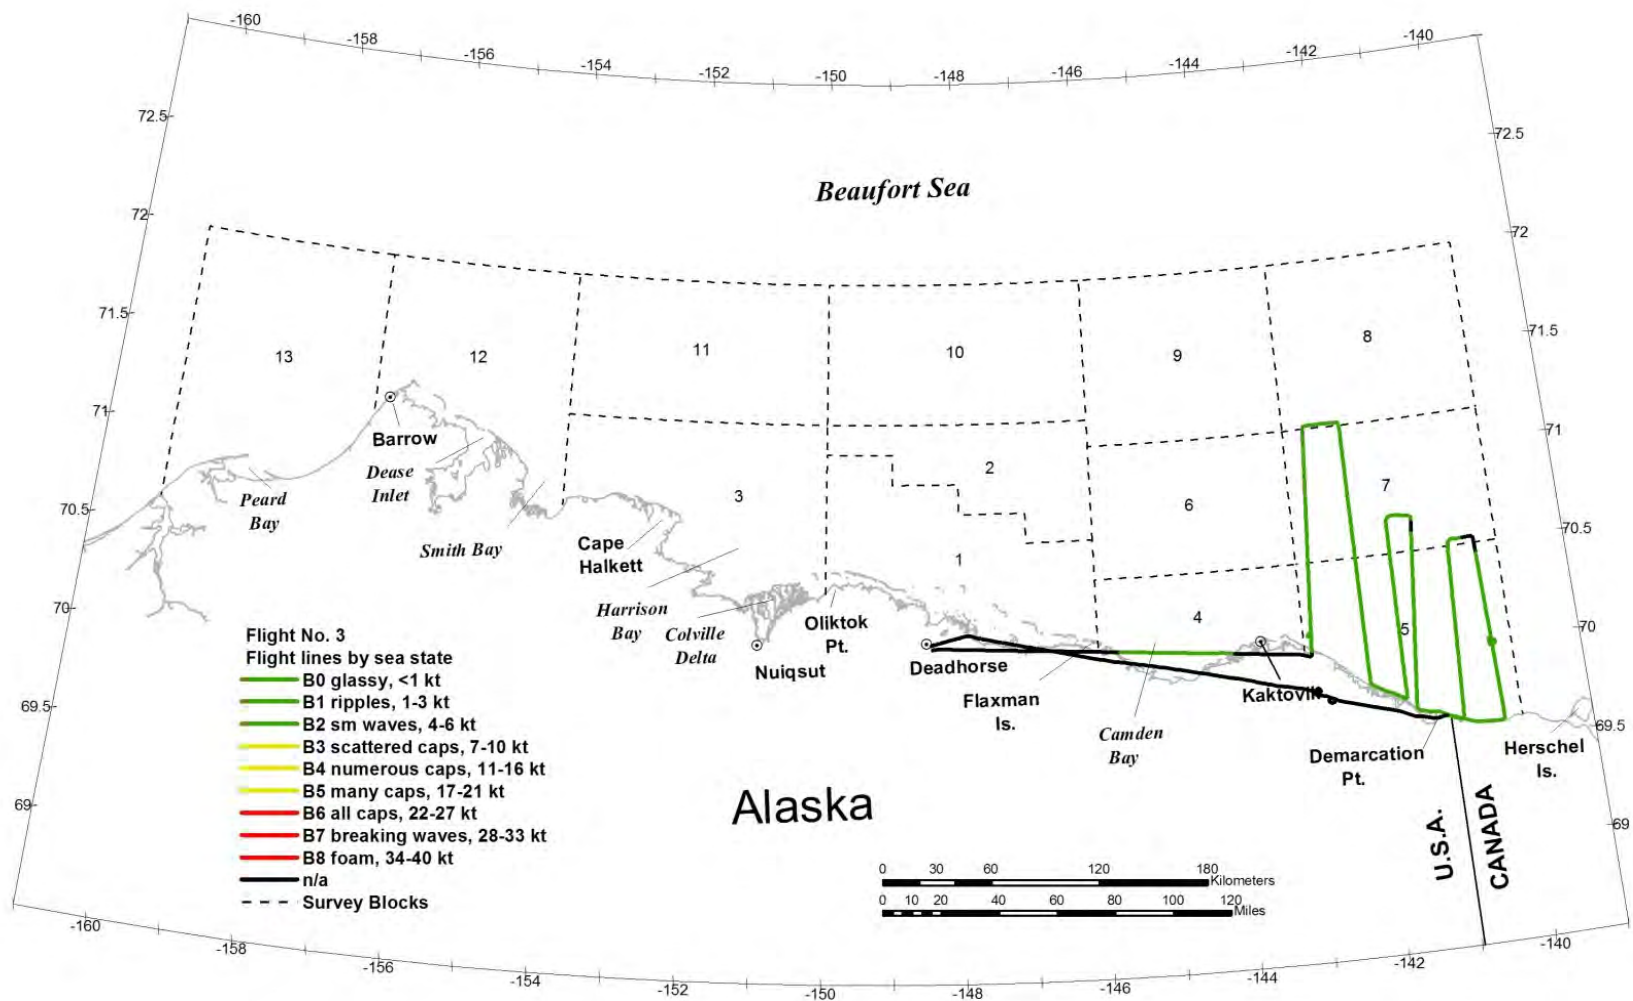 -160
-158
-156
-154
-152
-150
-148
-146
-144
-142
-140
72.5
72.5
Beaufort Sea
72
72
71.5
71.5
13
12
11
10
9
8
71
71
Barrow
Dease
Inlet
Peard
Bay
Smith Bay
Cape
Halkett
3
2
6
7
70.5
70.5
1
Harrison
Bay
Colville
Delta
Oliktok
Pt.
Nuiqsut
Deadhorse
4
5
70
70
Flaxman
Is.
Kaktovik
Camden
Bay
Demarcation
Pt.
Herschel
Is.
69.5
69.5
Flight No. 3
Flight lines by sea state
B0 glassy, <1 kt
B1 ripples, 1-3 kt
B2 sm waves, 4-6 kt
B3 scattered caps, 7-10 kt
B4 numerous caps, 11-16 kt
B5 many caps, 17-21 kt
B6 all caps, 22-27 kt
B7 breaking waves, 28-33 kt
B8 foam, 34-40 kt
n/a
Survey Blocks
Alaska
U.S.A.
CANADA
69
69
0 30 60 120 180
Kilometers
0 10 20 40 60 80 100 120
Miles
-160
-158
-156
-154
-152
-150
-148
-146
-144
-142
-140